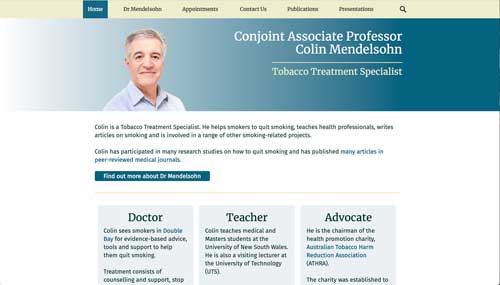 Home Dr Mendelsohn Appointments Contact Us Publications Presentations
Conjoint Associate Professor
Colin Mendelsohn
Tobacco Treatment Specialist
Colin is a Tobacco Treatment Specialist. He helps smokers to quit smoking, teaches health professionals, writes
articles on smoking and is involved in a range of other smoking-related projects.
Colin has participated in many research studies on how to quit smoking and has published many articles in
peer-reviewed medical journals.
Find out more about Dr Mendelsohn
Doctor
Colin sees smokers in Double
Bay for evidence-based advice,
tools and support to help
them quit smoking.
Treatment consists of
counselling and support, stop
Teacher
Colin teaches medical and
Masters students at the
University of New South Wales.
He is also a visiting lecturer at
the University of Technology
(UTS).
Advocate
He is the chairman of the
health promotion charity,
Australian Tobacco Harm
Reduction Association
(ATHRA).
The charity was established to